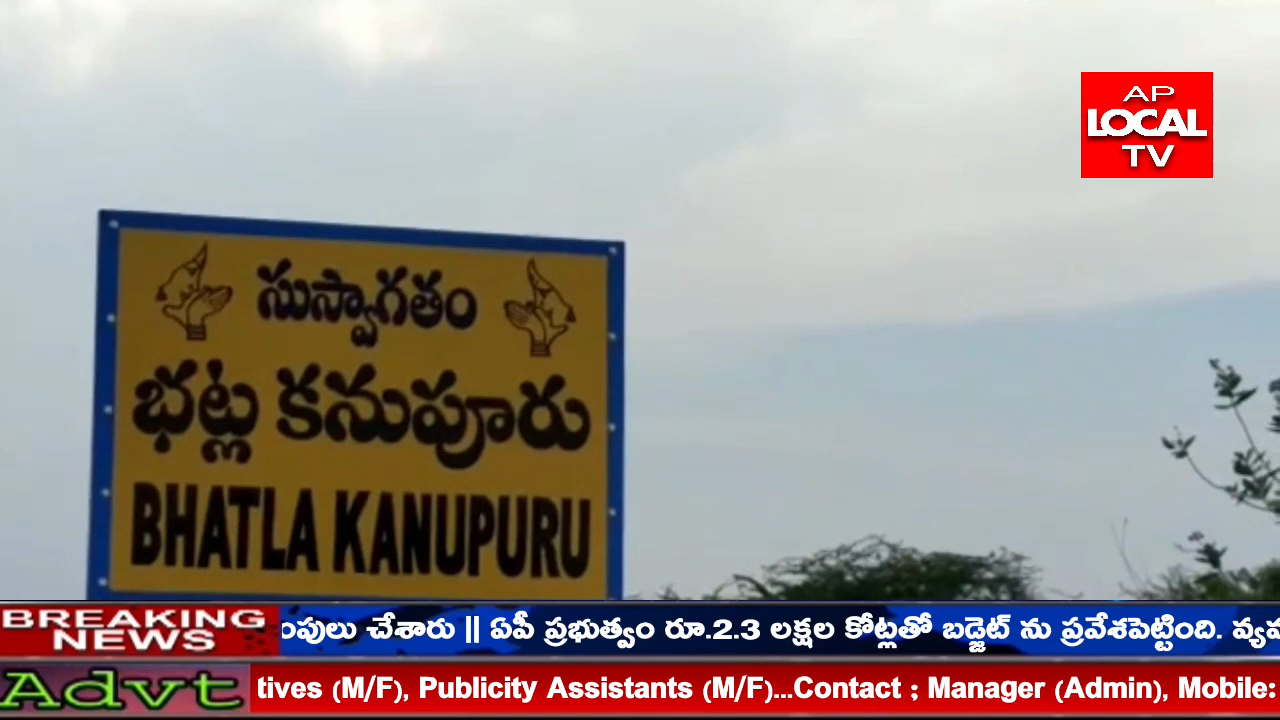 AP
LOCAL
TV
సుస్వాగతం
భట్ల కనుపూరు
BHATLA KANUPURU
BREAKING
NEWS
ంపులు చేశారు || ఏపీ ప్రభుత్వం రూ.2.3 లక్షల కోట్లతో బడ్జెట్ ను ప్రవేశపెట్టింది.
Advt
tives (M/F), Publicity Assistants (M/F)...Contact ; Manager (Admin), Mobile: